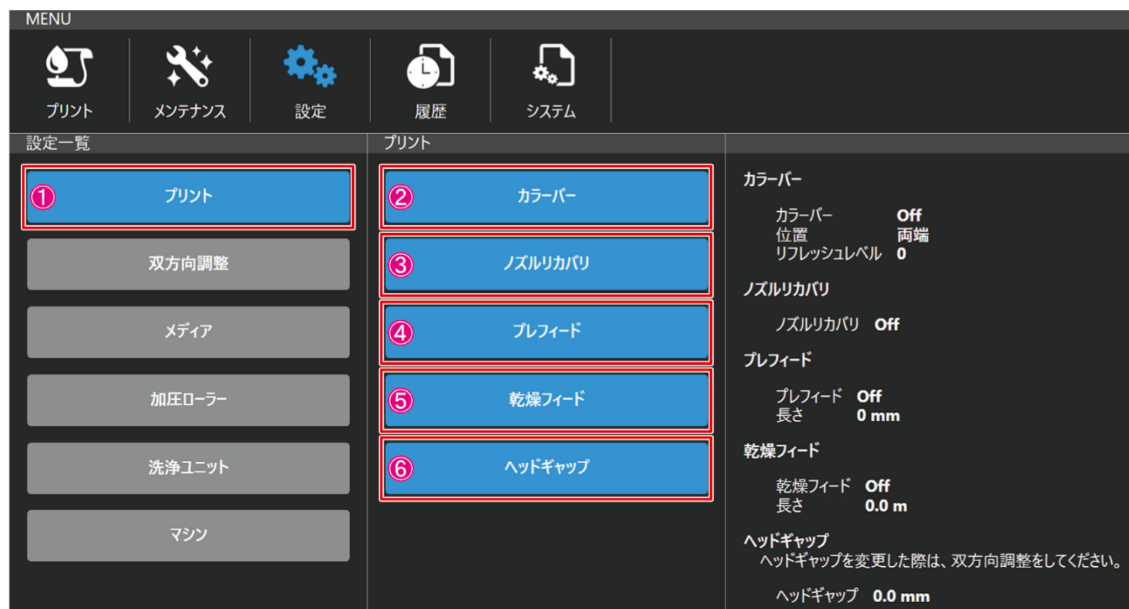 MENU
プリント
メンテナンス
設定
履歴
システム
設定一覧
プリント
① プリント
双方向調整
メディア
加圧ローラー
洗浄ユニット
マシン
② カラーバー
③ ノズルリカバリ
④ プレフィード
⑤ 乾燥フィード
⑥ ヘッドギャップ
カラーバー
カラーバー Off
位置 両端
リフレッシュレベル 0
ノズルリカバリ
ノズルリカバリ Off
プレフィード
プレフィード Off
長さ 0 mm
乾燥フィード
乾燥フィード Off
長さ 0.0 m
ヘッドギャップ
ヘッドギャップを変更した際は、双方向調整をしてください。
ヘッドギャップ 0.0 mm